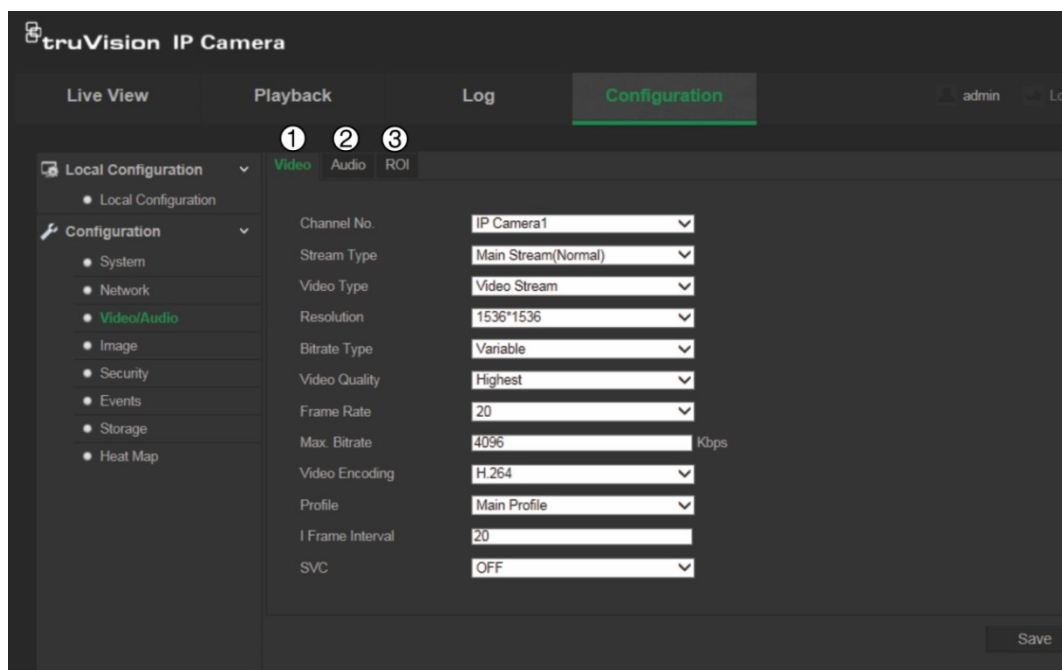 truVision IP Camera
Live View Playback Log Configuration admin
① ② ③
Video Audio ROI
Local Configuration
Local Configuration
Configuration
System
Network
Video/Audio
Image
Security
Events
Storage
Heat Map
Channel No. IP Camera1
Stream Type Main Stream(Normal)
Video Type Video Stream
Resolution 1536*1536
Bitrate Type Variable
Video Quality Highest
Frame Rate 20
Max. Bitrate 4096 Kbps
Video Encoding H.264
Profile Main Profile
I Frame Interval 20
SVC OFF
Save